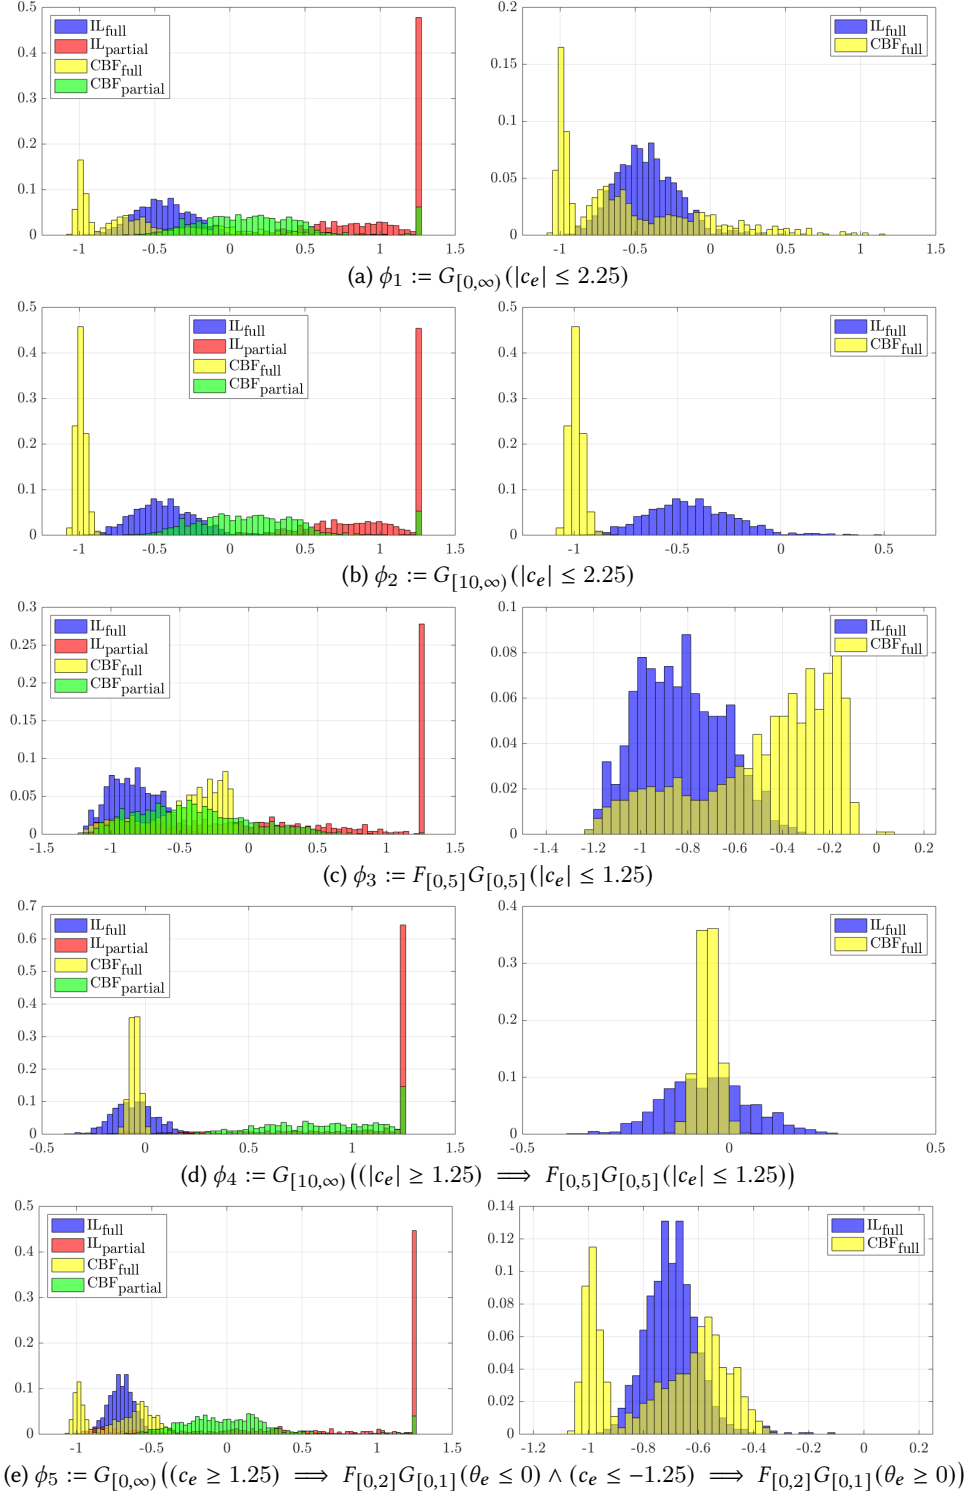 0.5
0.4
0.3
0.2
0.1
0
-1 -0.5 0 0.5 1 1.5
IL_full
IL_partial
CBF_full
CBF_partial
0.2
0.15
0.1
0.05
0
-1 -0.5 0 0.5 1 1.5
IL_full
CBF_full
(a) ϕ₁ := G_[0,∞)(|c_e| ≤ 2.25)
0.5
0.4
0.3
0.2
0.1
0
-1 -0.5 0 0.5 1 1.5
IL_full
IL_partial
CBF_full
CBF_partial
0.5
0.4
0.3
0.2
0.1
0
-1 -0.5 0 0.5
IL_full
CBF_full
(b) ϕ₂ := G_[10,∞)(|c_e| ≤ 2.25)
0.3
0.25
0.2
0.15
0.1
0.05
0
-1.5 -1 -0.5 0 0.5 1 1.5
IL_full
IL_partial
CBF_full
CBF_partial
0.1
0.08
0.06
0.04
0.02
0
-1.4 -1.2 -1 -0.8 -0.6 -0.4 -0.2 0 0.2
IL_full
CBF_full
(c) ϕ₃ := F_[0,5]G_[0,5](|c_e| ≤ 1.25)
0.7
0.6
0.5
0.4
0.3
0.2
0.1
0
-0.5 0 0.5 1 1.5
IL_full
IL_partial
CBF_full
CBF_partial
0.4
0.3
0.2
0.1
0
-0.5 0 0.5
IL_full
CBF_full
(d) ϕ₄ := G_[10,∞)((|c_e| ≥ 1.25) ⟹ F_[0,5]G_[0,5](|c_e| ≤ 1.25))
0.5
0.4
0.3
0.2
0.1
0
-1 -0.5 0 0.5 1 1.5
IL_full
IL_partial
CBF_full
CBF_partial
0.14
0.12
0.1
0.08
0.06
0.04
0.02
0
-1.2 -1 -0.8 -0.6 -0.4 -0.2 0 0.2
IL_full
CBF_full
(e) ϕ₅ := G_[0,∞)((c_e ≥ 1.25) ⟹ F_[0,2]G_[0,1](θ_e ≤ 0) ∧ (c_e ≤ −1.25) ⟹ F_[0,2]G_[0,1](θ_e ≥ 0))